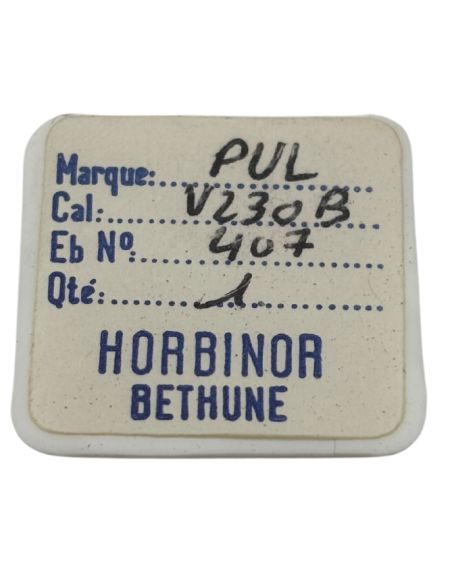 Marque: PUL
Cal: V230B
Eb Nº 407
Qté: 1
HORBINOR
BETHUNE